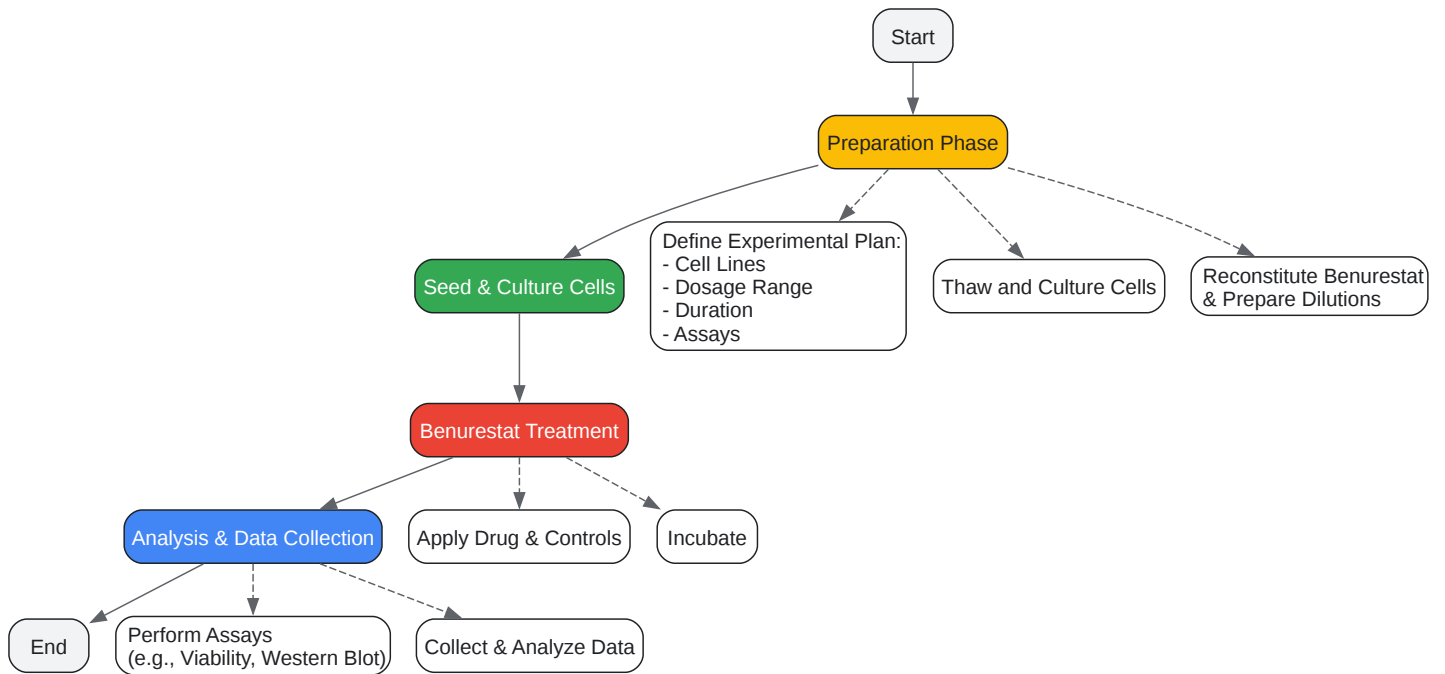 Start
Preparation Phase
Seed & Culture Cells
Define Experimental Plan:
- Cell Lines
- Dosage Range
- Duration
- Assays
Thaw and Culture Cells
Reconstitute Benurestat
& Prepare Dilutions
Benurestat Treatment
Analysis & Data Collection
Apply Drug & Controls
Incubate
End
Perform Assays
(e.g., Viability, Western Blot)
Collect & Analyze Data